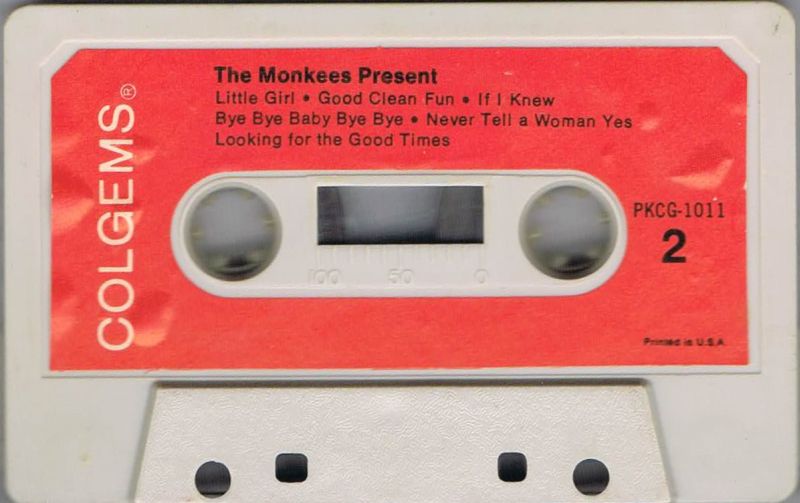 The Monkees Present
Little Girl • Good Clean Fun • If I Knew
Bye Bye Baby Bye Bye • Never Tell a Woman Yes
Looking for the Good Times
COLGEMS®
PKCG-1011
2
100 50 0
Printed in U.S.A